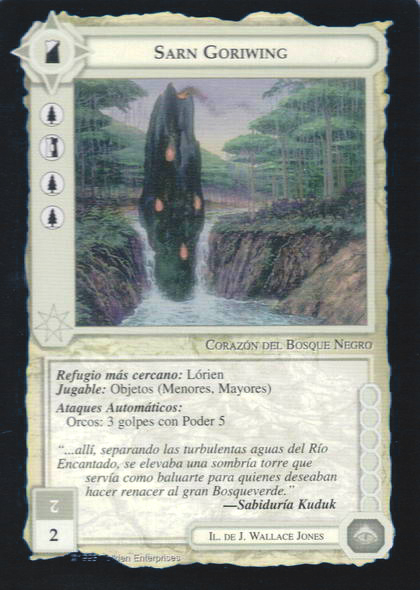 Sarn Goriwing
Corazón del Bosque Negro
Refugio más cercano: Lórien
Jugable: Objetos (Menores, Mayores)
Ataques Automáticos:
Orcos: 3 golpes con Poder 5
“...allí, separando las turbulentas aguas del Río
Encantado, se elevaba una sombría torre que
servía como baluarte para quienes deseaban
hacer renacer al gran Bosqueverde.”
—Sabiduría Kuduk
2
2
Il. de J. Wallace Jones
Enterprises